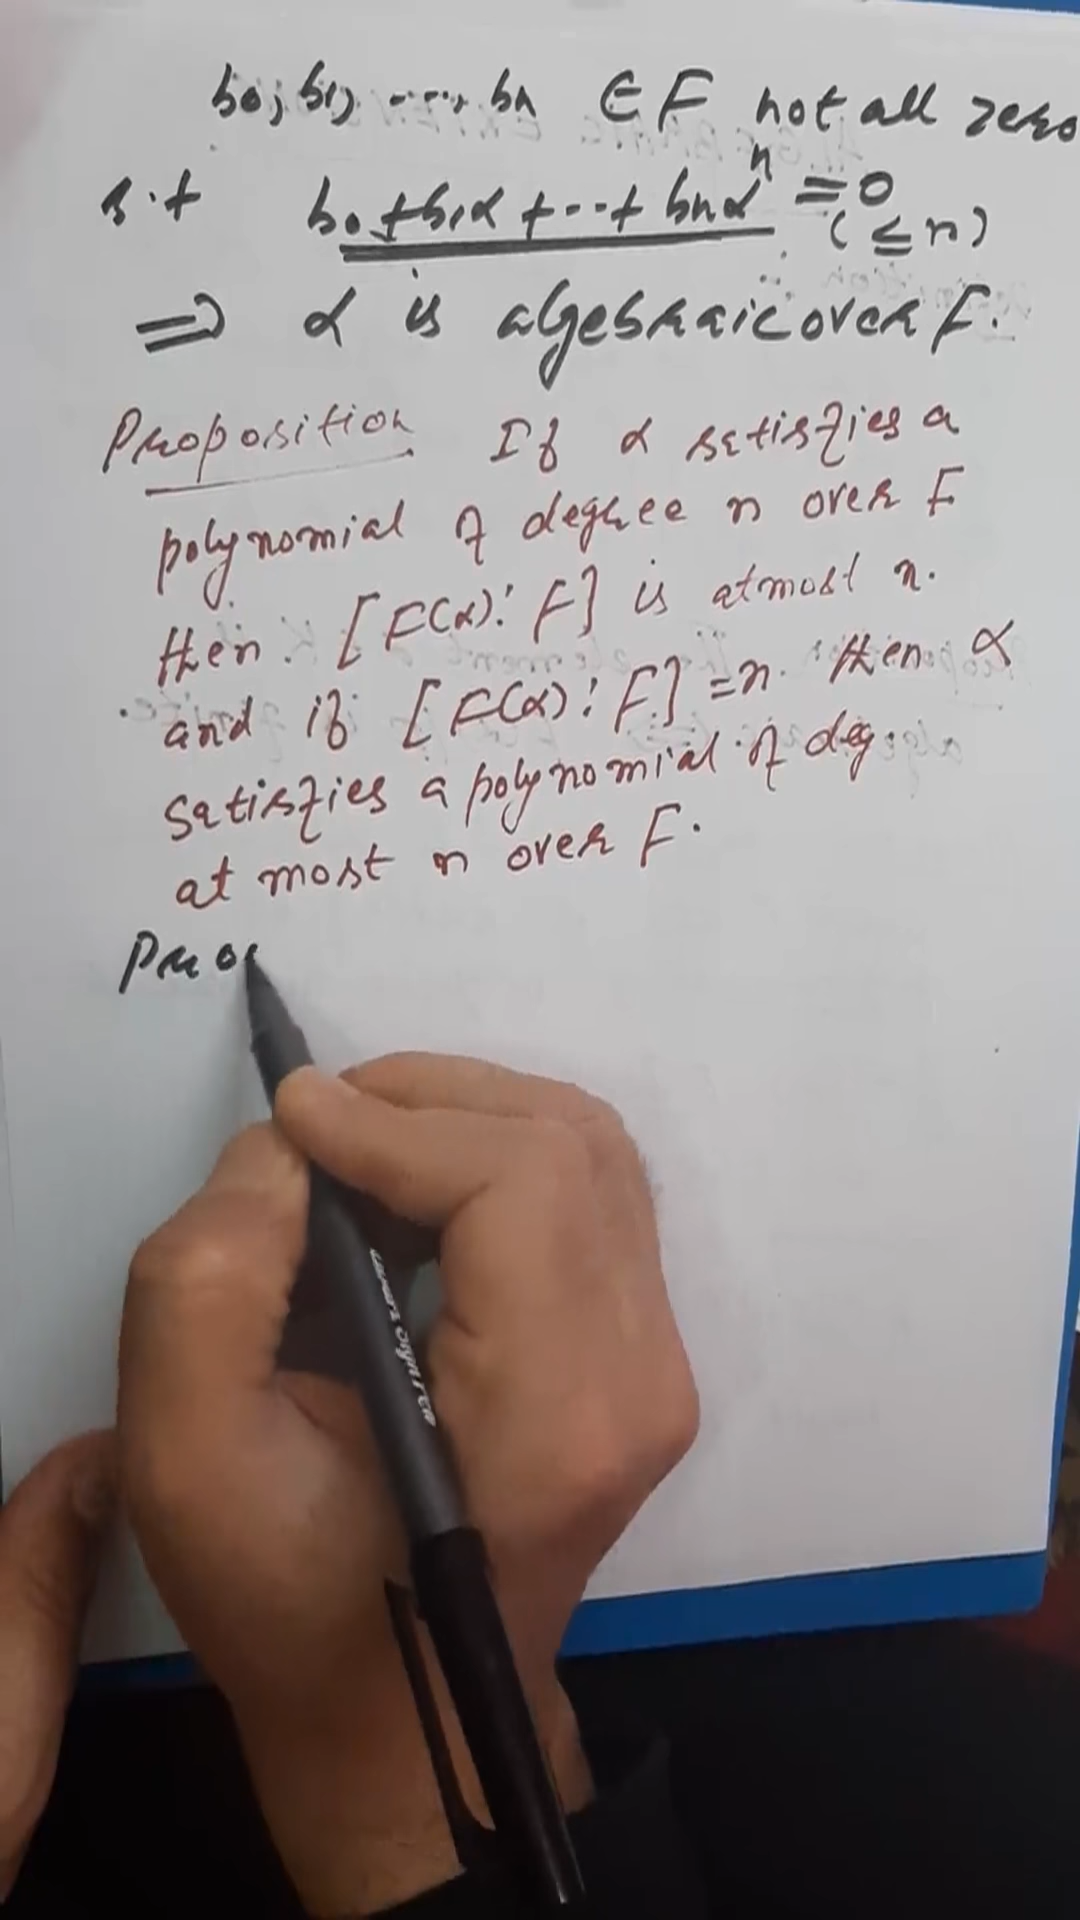 b0, b1, ...., bn ∈ F not all zero
s.t b0+b1α+...+bnα^n =0
(≤n)
⇒ α is algebraic over F.
Proposition If α satisfies a
polynomial of degree n over F
then [F(α):F] is atmost n.
and if [F(α):F]=n. then α
satisfies a polynomial of deg.
at most n over F.
Proo